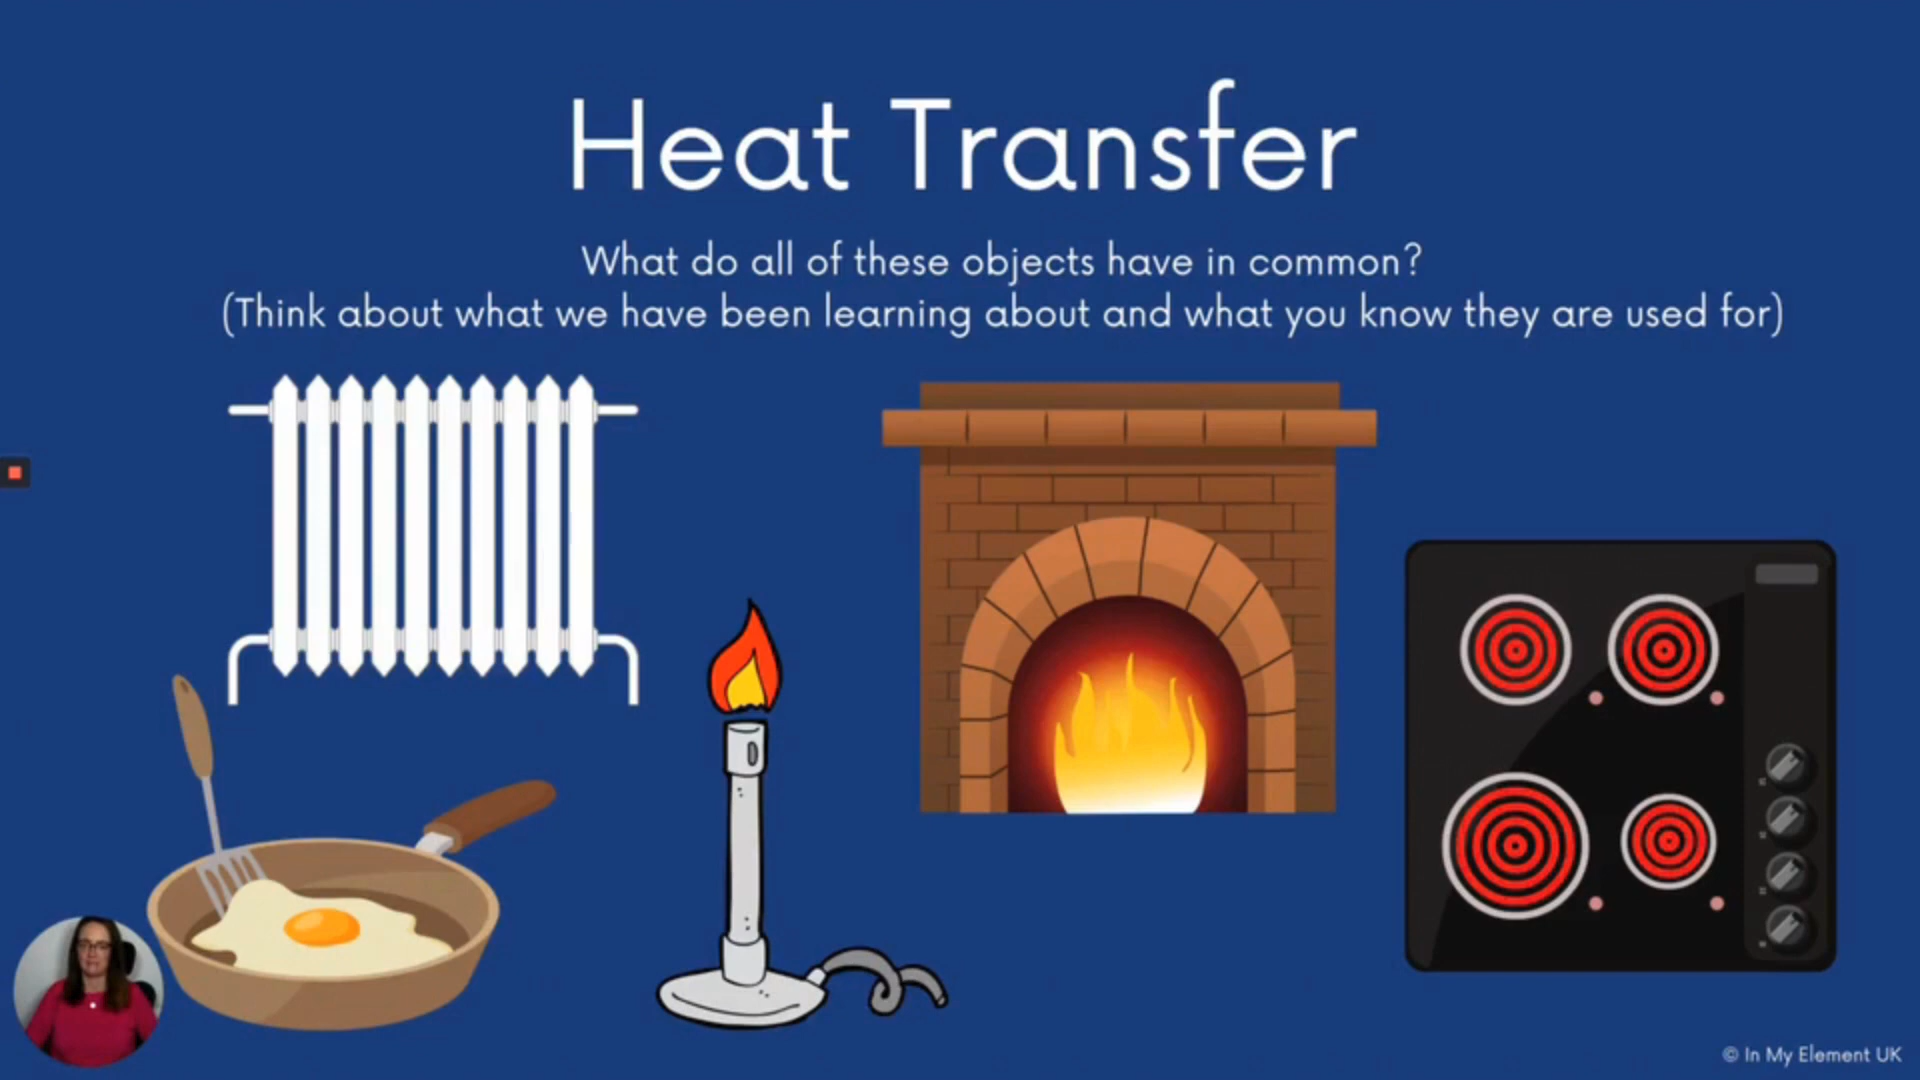 Heat Transfer
What do all of these objects have in common?
(Think about what we have been learning about and what you know they are used for)
© In My Element UK